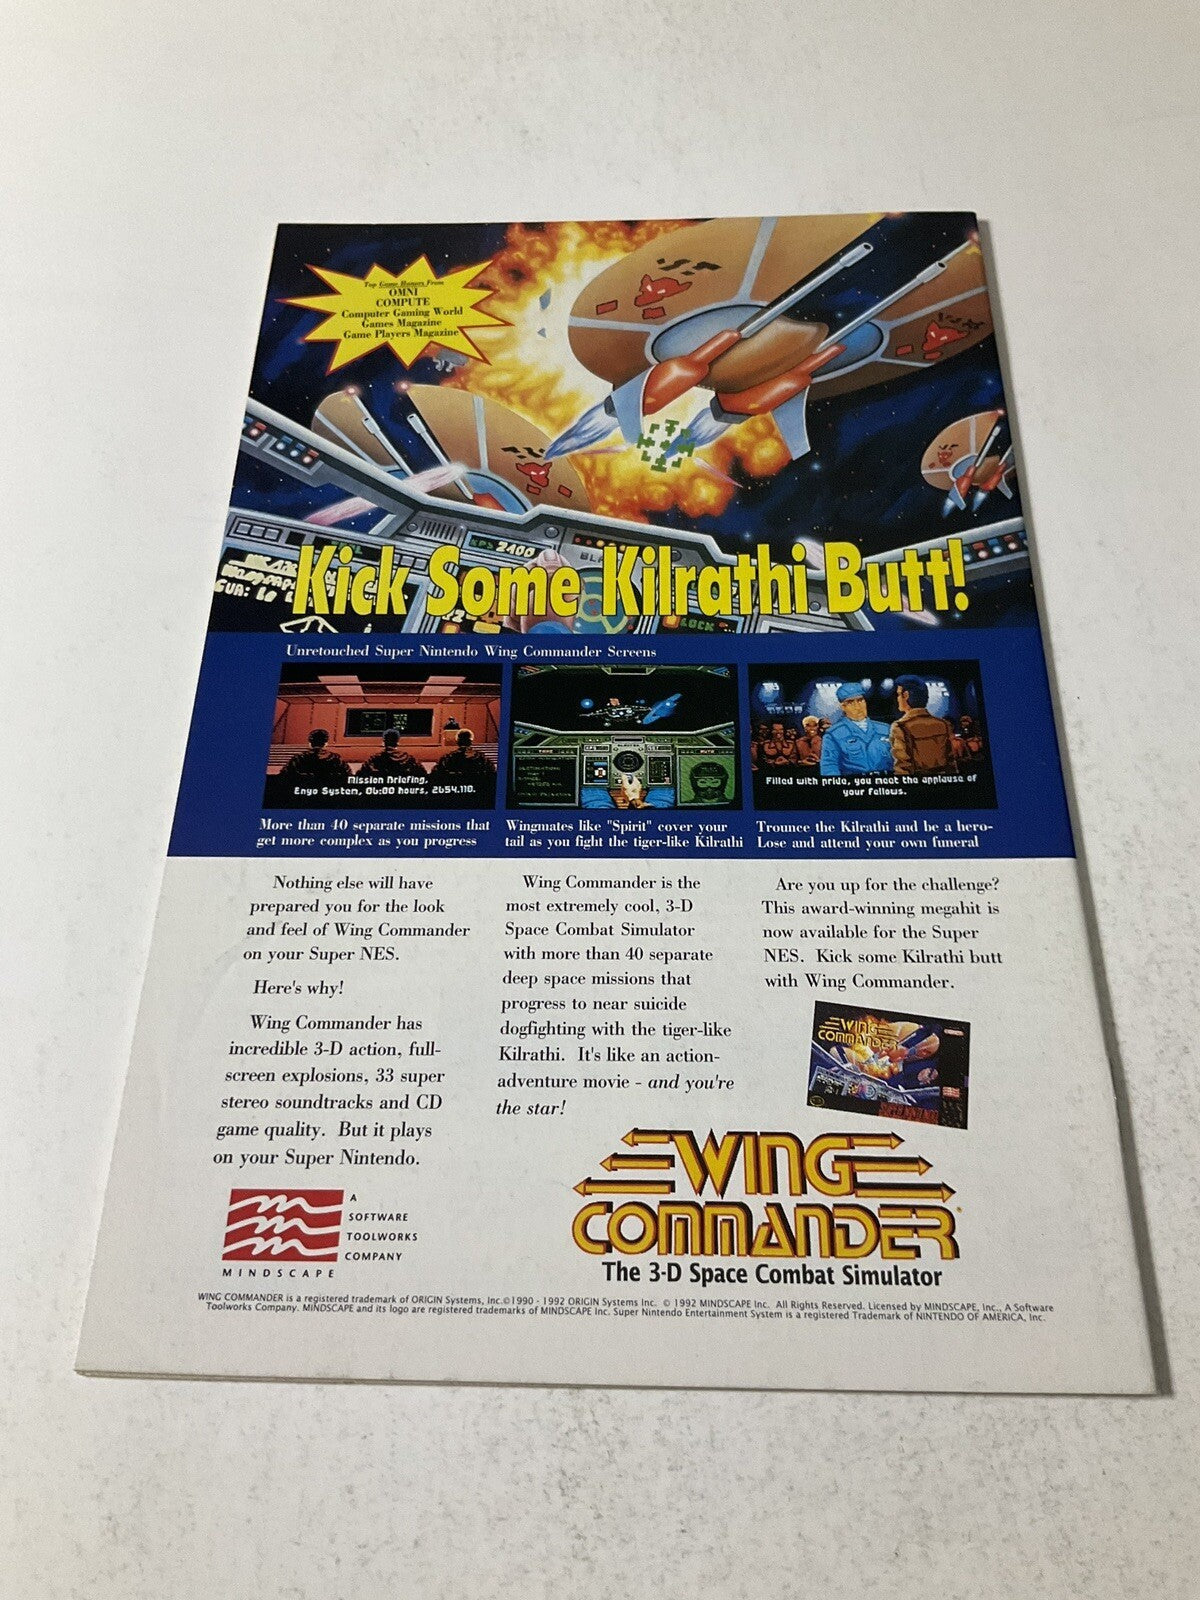 Top Game Honors From
OMNI
COMPUTE
Computer Gaming World
Games Magazine
Game Players Magazine
KPS 2400
Kick Some Kilrathi Butt!
LOCK
Unretouched Super Nintendo Wing Commander Screens
Mission Briefing,
Enyo System, 06:00 hours, 2654.110.
Filled with pride, you meet the applause of
your fellows.
More than 40 separate missions that
get more complex as you progress
Wingmates like "Spirit" cover your
tail as you fight the tiger-like Kilrathi
Trounce the Kilrathi and be a hero-
Lose and attend your own funeral
Nothing else will have
prepared you for the look
and feel of Wing Commander
on your Super NES.
Here's why!
Wing Commander has
incredible 3-D action, full-
screen explosions, 33 super
stereo soundtracks and CD
game quality. But it plays
on your Super Nintendo.
Wing Commander is the
most extremely cool, 3-D
Space Combat Simulator
with more than 40 separate
deep space missions that
progress to near suicide
dogfighting with the tiger-like
Kilrathi. It's like an action-
adventure movie - and you're
the star!
Are you up for the challenge?
This award-winning megahit is
now available for the Super
NES. Kick some Kilrathi butt
with Wing Commander.
WING
COMMANDER
SUPER NINTENDO
A
SOFTWARE
TOOLWORKS
COMPANY
MINDSCAPE
WING
COMMANDER
The 3-D Space Combat Simulator
WING COMMANDER is a registered trademark of ORIGIN Systems, Inc.©1990 - 1992 ORIGIN Systems Inc. © 1992 MINDSCAPE Inc. All Rights Reserved. Licensed by MINDSCAPE, Inc., A Software
Toolworks Company. MINDSCAPE and its logo are registered trademarks of MINDSCAPE Inc. Super Nintendo Entertainment System is a registered Trademark of NINTENDO OF AMERICA, Inc.